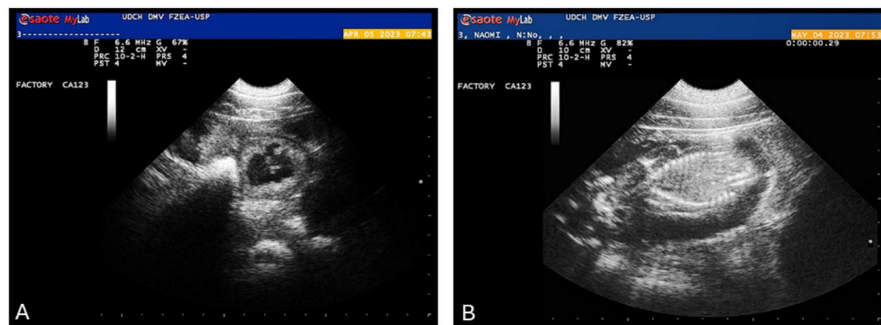 esaote MyLab UDCH DMV FZEA-USP
3-------------------- APR 05 2023 07:43
8 F 6.6 MHz G 67%
D 12 cm XV -
PRC 10-2-H PRS 4
PST 4 MV -
FACTORY CA123
A
esaote MyLab UDCH DMV FZEA-USP
3, NAOMI , N:No, , , MAY 04 2023 07:53
0:00:00.29
8 F 6.6 MHz G 82%
D 10 cm XV -
PRC 10-2-H PRS 4
PST 4 MV -
FACTORY CA123
B